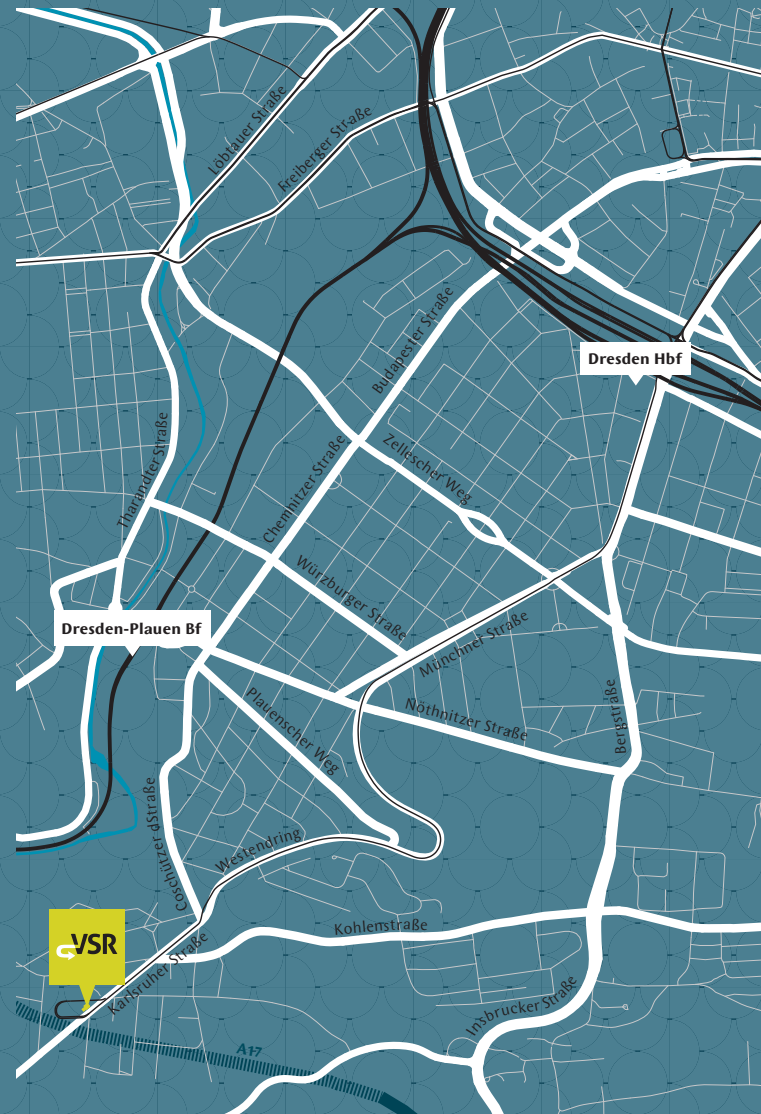 Löbtauer Straße
Freiberger Straße
Budapester Straße
Dresden Hbf
Tharandter Straße
Chemnitzer Straße
Zellescher Weg
Würzburger Straße
Dresden-Plauen Bf
Münchner Straße
Plauenscher Weg
Nöthnitzer Straße
Bergstraße
Coschützer dStraße
Westendring
Kohlenstraße
VSR
Karlsruher Straße
Insbrucker Straße
A17